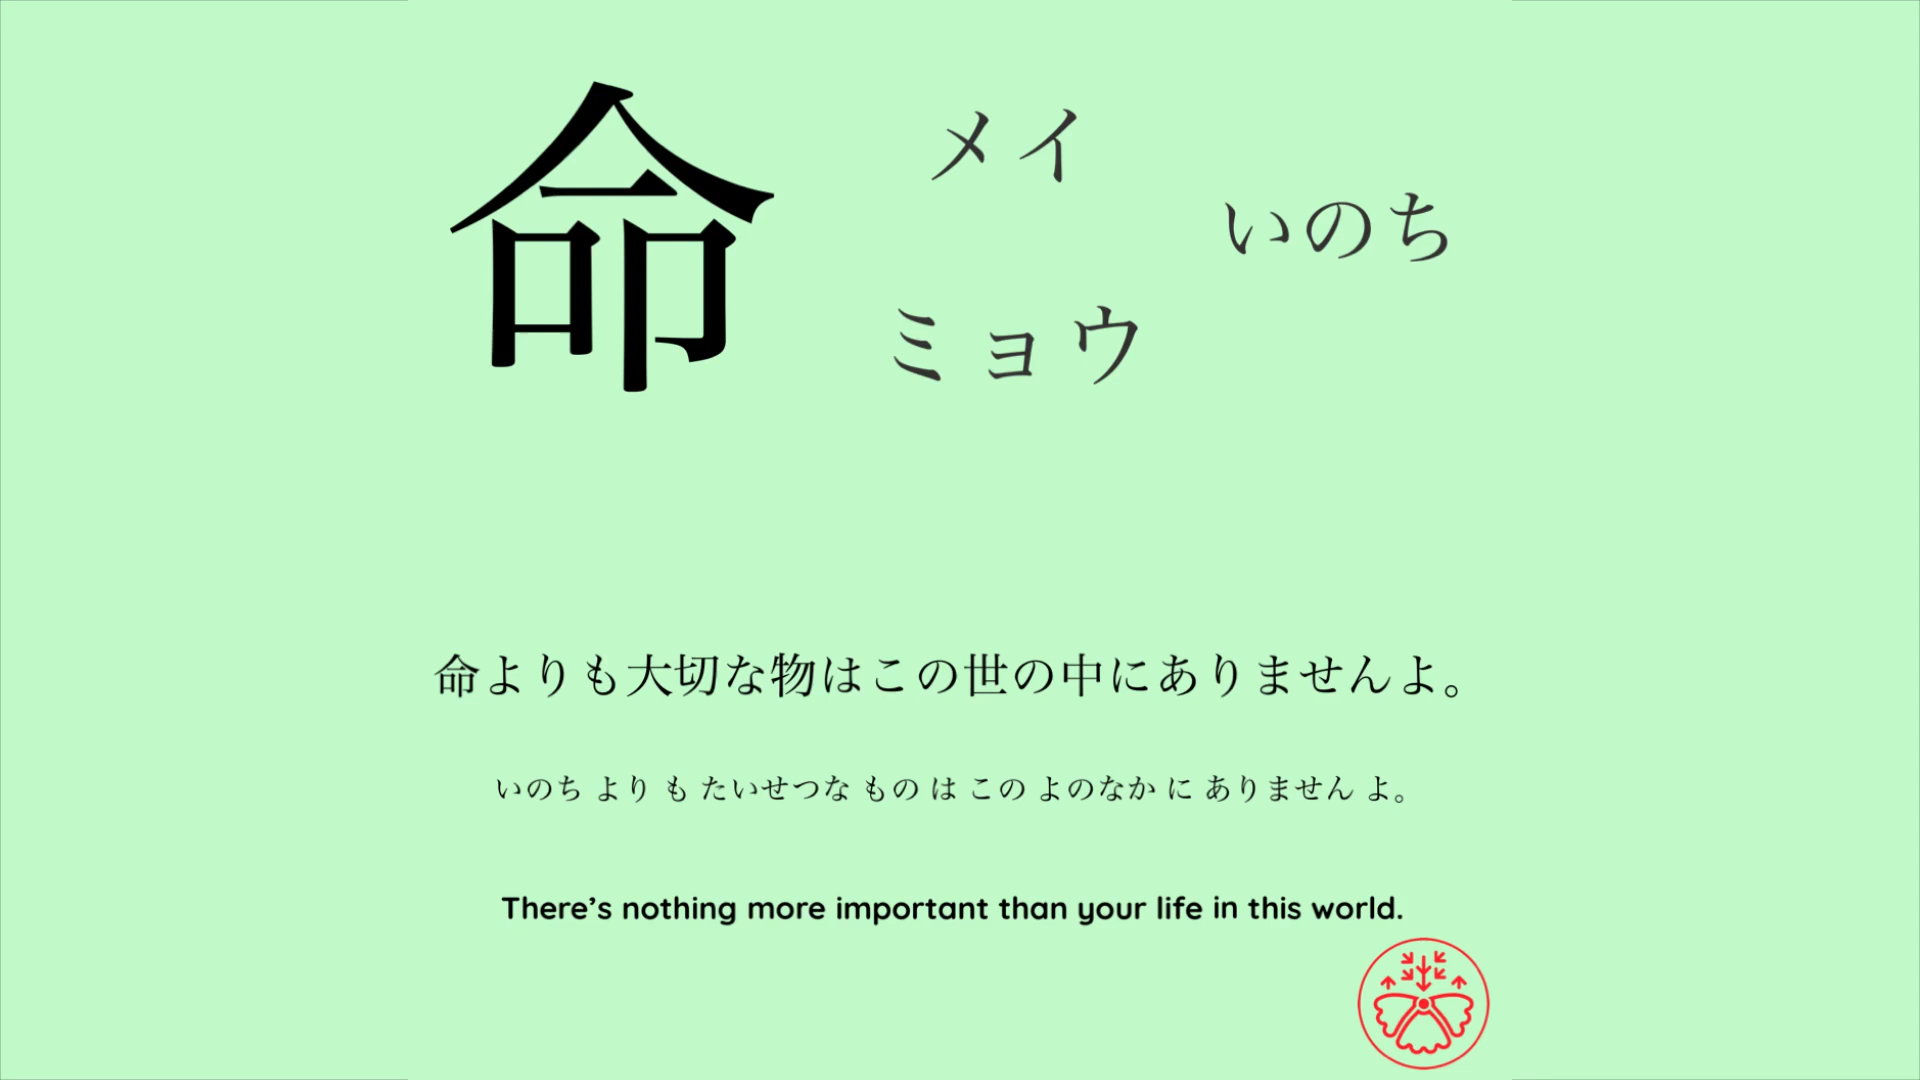 命
メイ
いのち
ミョウ
命よりも大切な物はこの世の中にありませんよ。
いのち より も たいせつな もの は この よのなか に ありません よ。
There’s nothing more important than your life in this world.